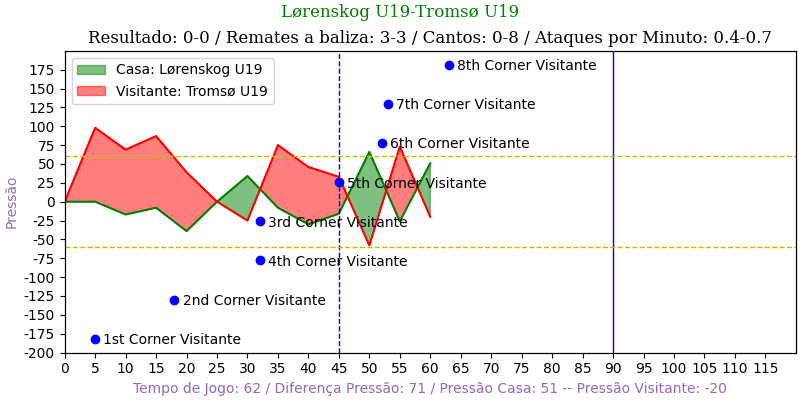 Lørenskog U19-Tromsø U19
Resultado: 0-0 / Remates a baliza: 3-3 / Cantos: 0-8 / Ataques por Minuto: 0.4-0.7
Casa: Lørenskog U19
Visitante: Tromsø U19
8th Corner Visitante
7th Corner Visitante
6th Corner Visitante
5th Corner Visitante
3rd Corner Visitante
4th Corner Visitante
2nd Corner Visitante
1st Corner Visitante
Pressão
175
150
125
100
75
50
25
0
-25
-50
-75
-100
-125
-150
-175
-200
0 5 10 15 20 25 30 35 40 45 50 55 60 65 70 75 80 85 90 95 100 105 110 115
Tempo de Jogo: 62 / Diferença Pressão: 71 / Pressão Casa: 51 -- Pressão Visitante: -20